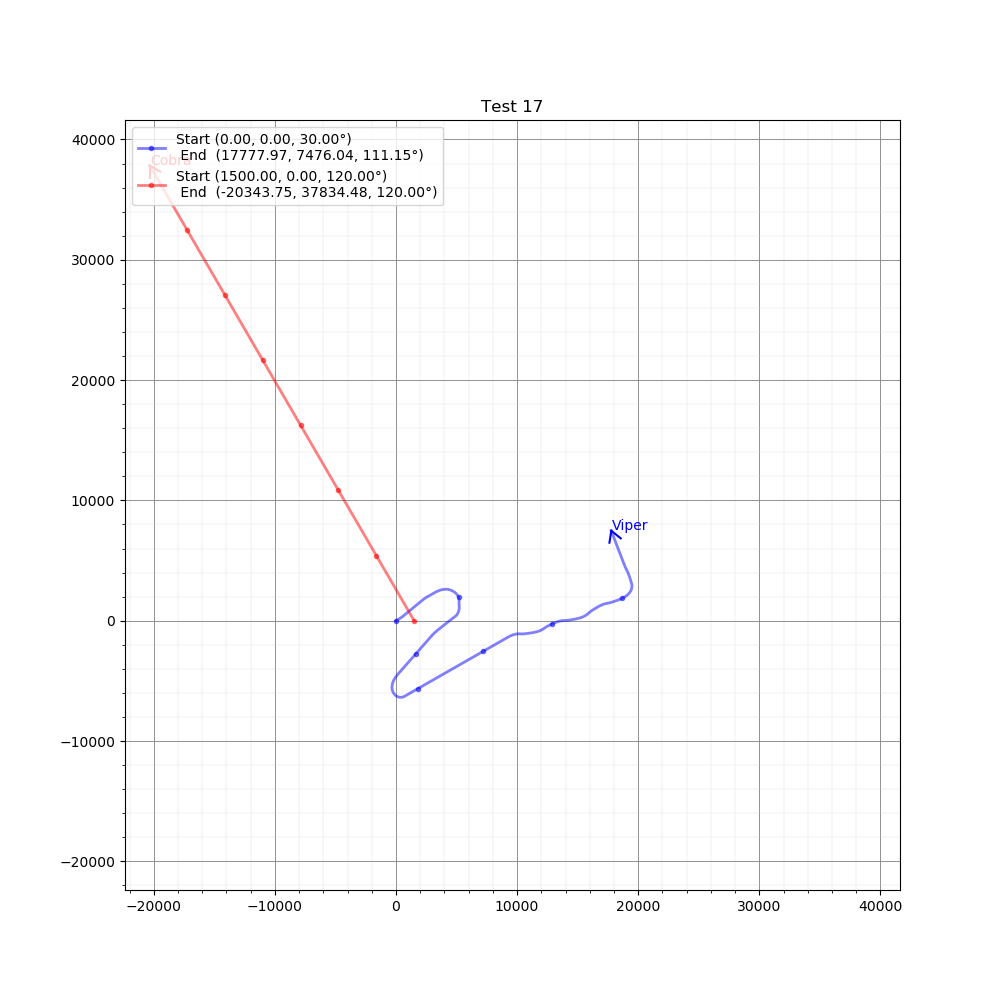 Test 17
40000
Start (0.00, 0.00, 30.00°)
End (17777.97, 7476.04, 111.15°)
Cobra
Start (1500.00, 0.00, 120.00°)
End (-20343.75, 37834.48, 120.00°)
30000
20000
10000
Viper
0
−10000
−20000
−20000 −10000 0 10000 20000 30000 40000